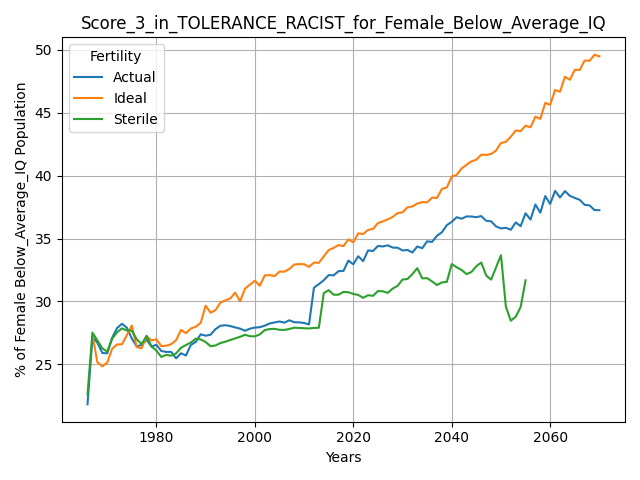 Score_3_in_TOLERANCE_RACIST_for_Female_Below_Average_IQ
% of Female Below_Average_IQ Population
50
45
40
35
30
25
Fertility
Actual
Ideal
Sterile
1980 2000 2020 2040 2060
Years